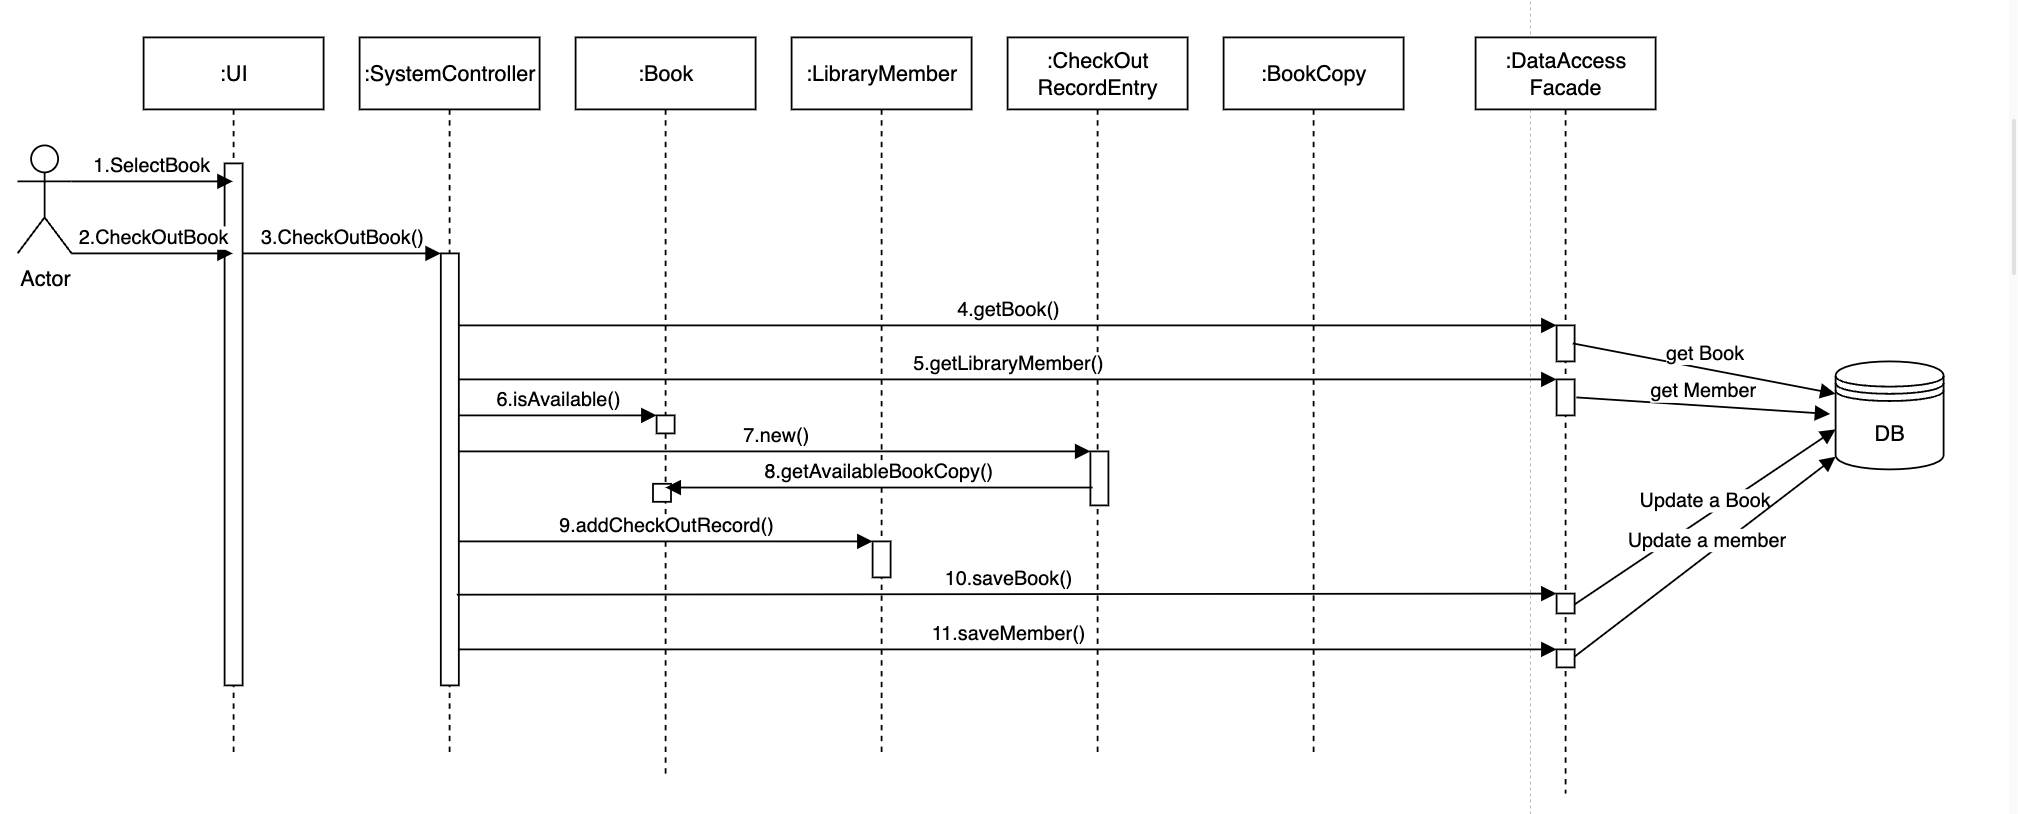 :UI
:SystemController
:Book
:LibraryMember
:CheckOut
RecordEntry
:BookCopy
:DataAccess
Facade
1.SelectBook
2.CheckOutBook
3.CheckOutBook()
Actor
4.getBook()
get Book
5.getLibraryMember()
get Member
6.isAvailable()
DB
7.new()
8.getAvailableBookCopy()
Update a Book
9.addCheckOutRecord()
Update a member
10.saveBook()
11.saveMember()